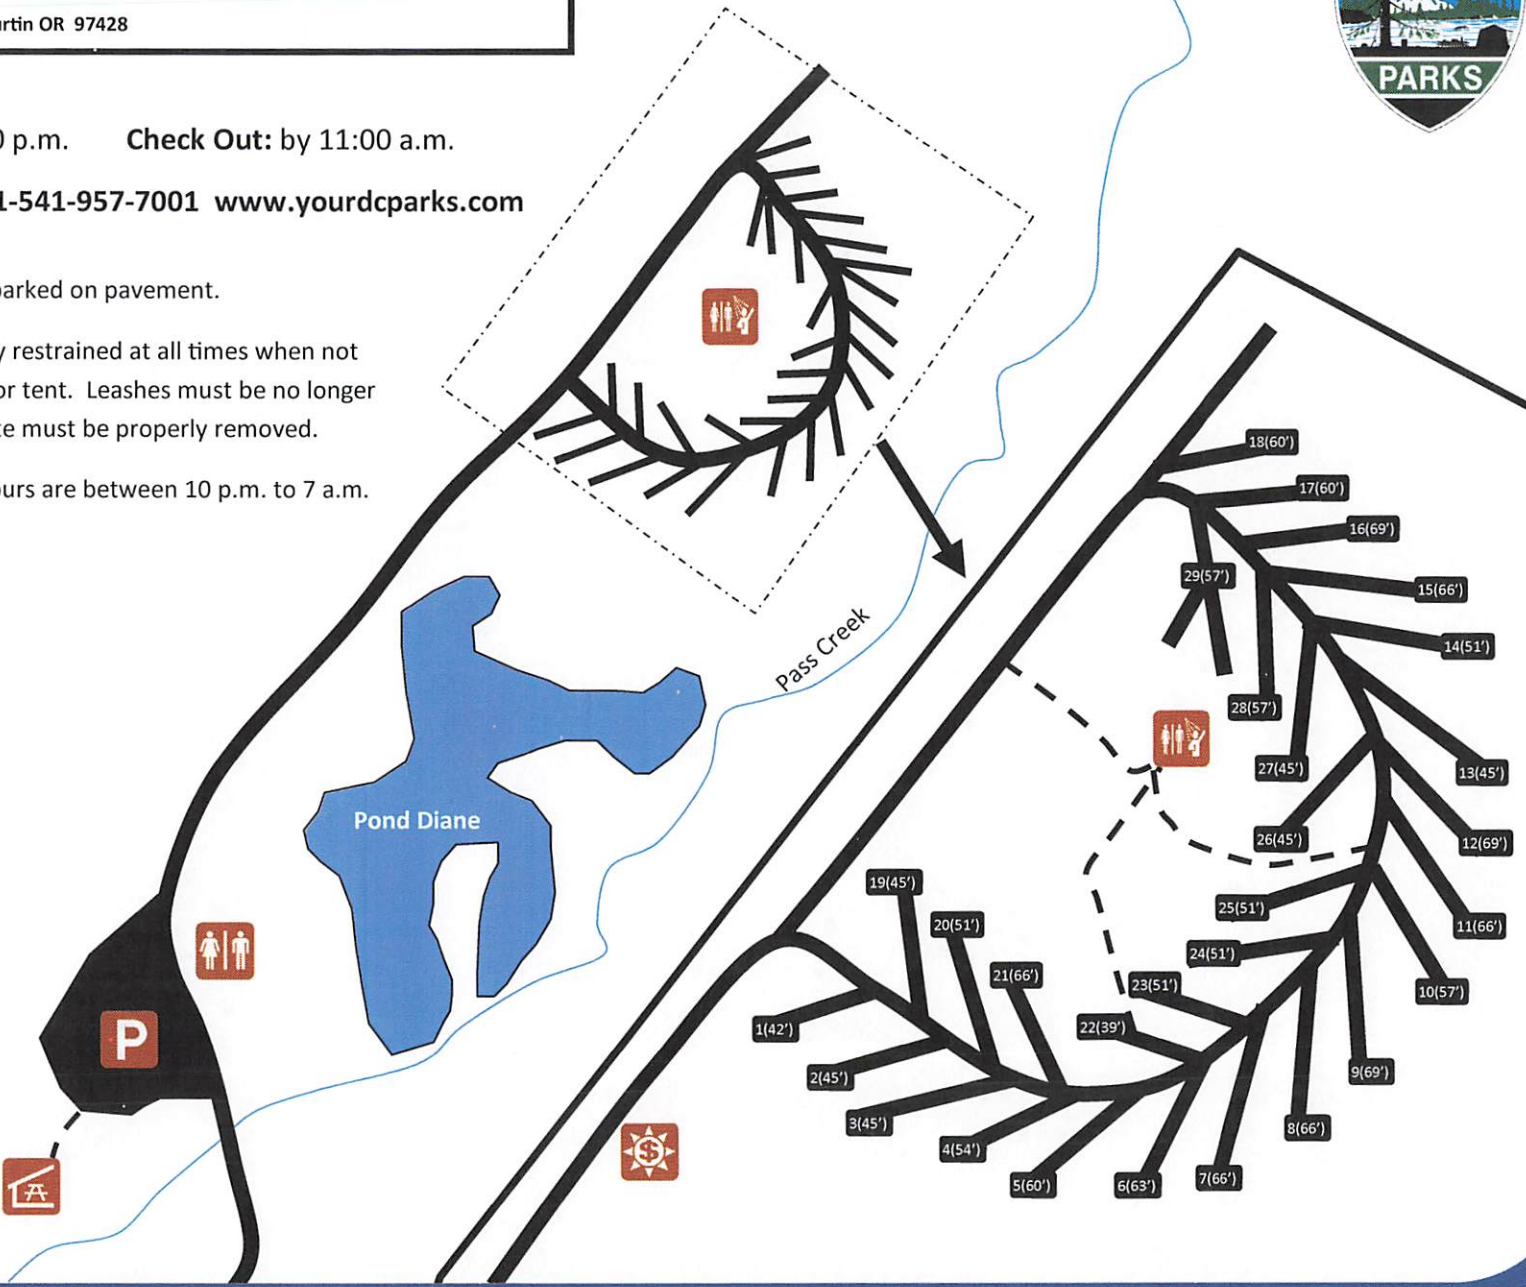 urtin OR 97428
PARKS
0 p.m. Check Out: by 11:00 a.m.
1-541-957-7001 www.yourdcparks.com
parked on pavement.
y restrained at all times when not
or tent. Leashes must be no longer
te must be properly removed.
ours are between 10 p.m. to 7 a.m.
Pass Creek
Pond Diane
P
$
18(60')
17(60')
16(69')
29(57')
15(66')
14(51')
28(57')
27(45')
13(45')
26(45')
12(69')
19(45')
25(51')
20(51')
11(66')
24(51')
21(66')
23(51')
10(57')
1(42')
22(39')
2(45')
9(69')
3(45')
8(66')
4(54')
5(60')
6(63')
7(66')